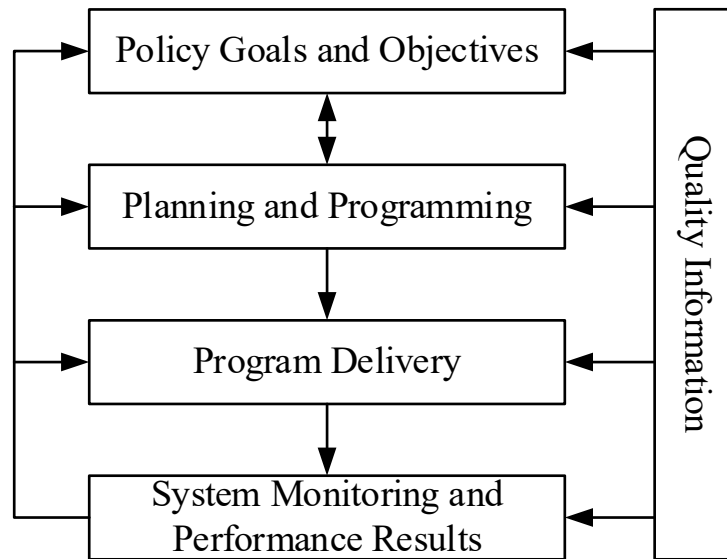 Policy Goals and Objectives
Planning and Programming
Program Delivery
System Monitoring and
Performance Results
Quality Information